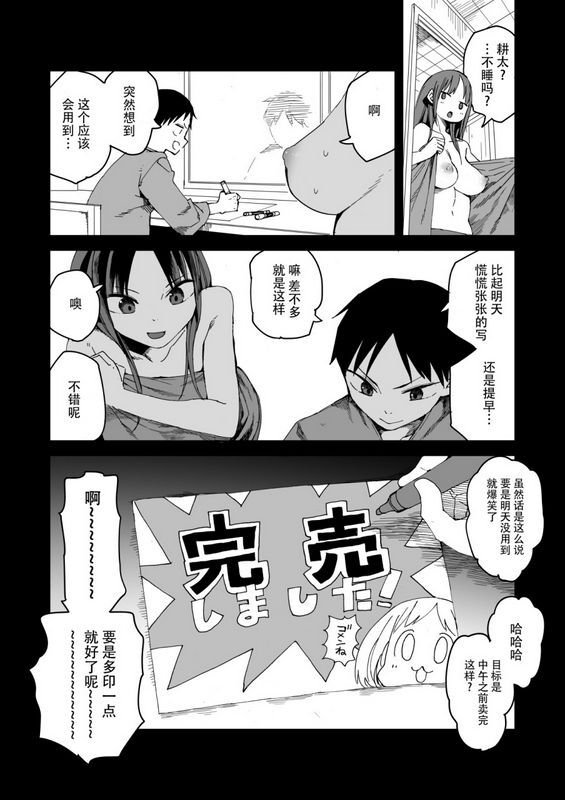 耕太?
…不睡吗?
啊
突然想到
这个应该
会用到…
比起明天
慌慌张张的写
还是提早…
嘛差不多
就是这样
噢
不错呢
虽然话是这么说
要是明天没用到
就爆笑了
哈哈哈
目标是
中午之前卖完
这样?
完売
しました!
ゴメンね
啊~~~~~~~~
要是多印一点
就好了呢~~~~~
~~~~~~~~~~~